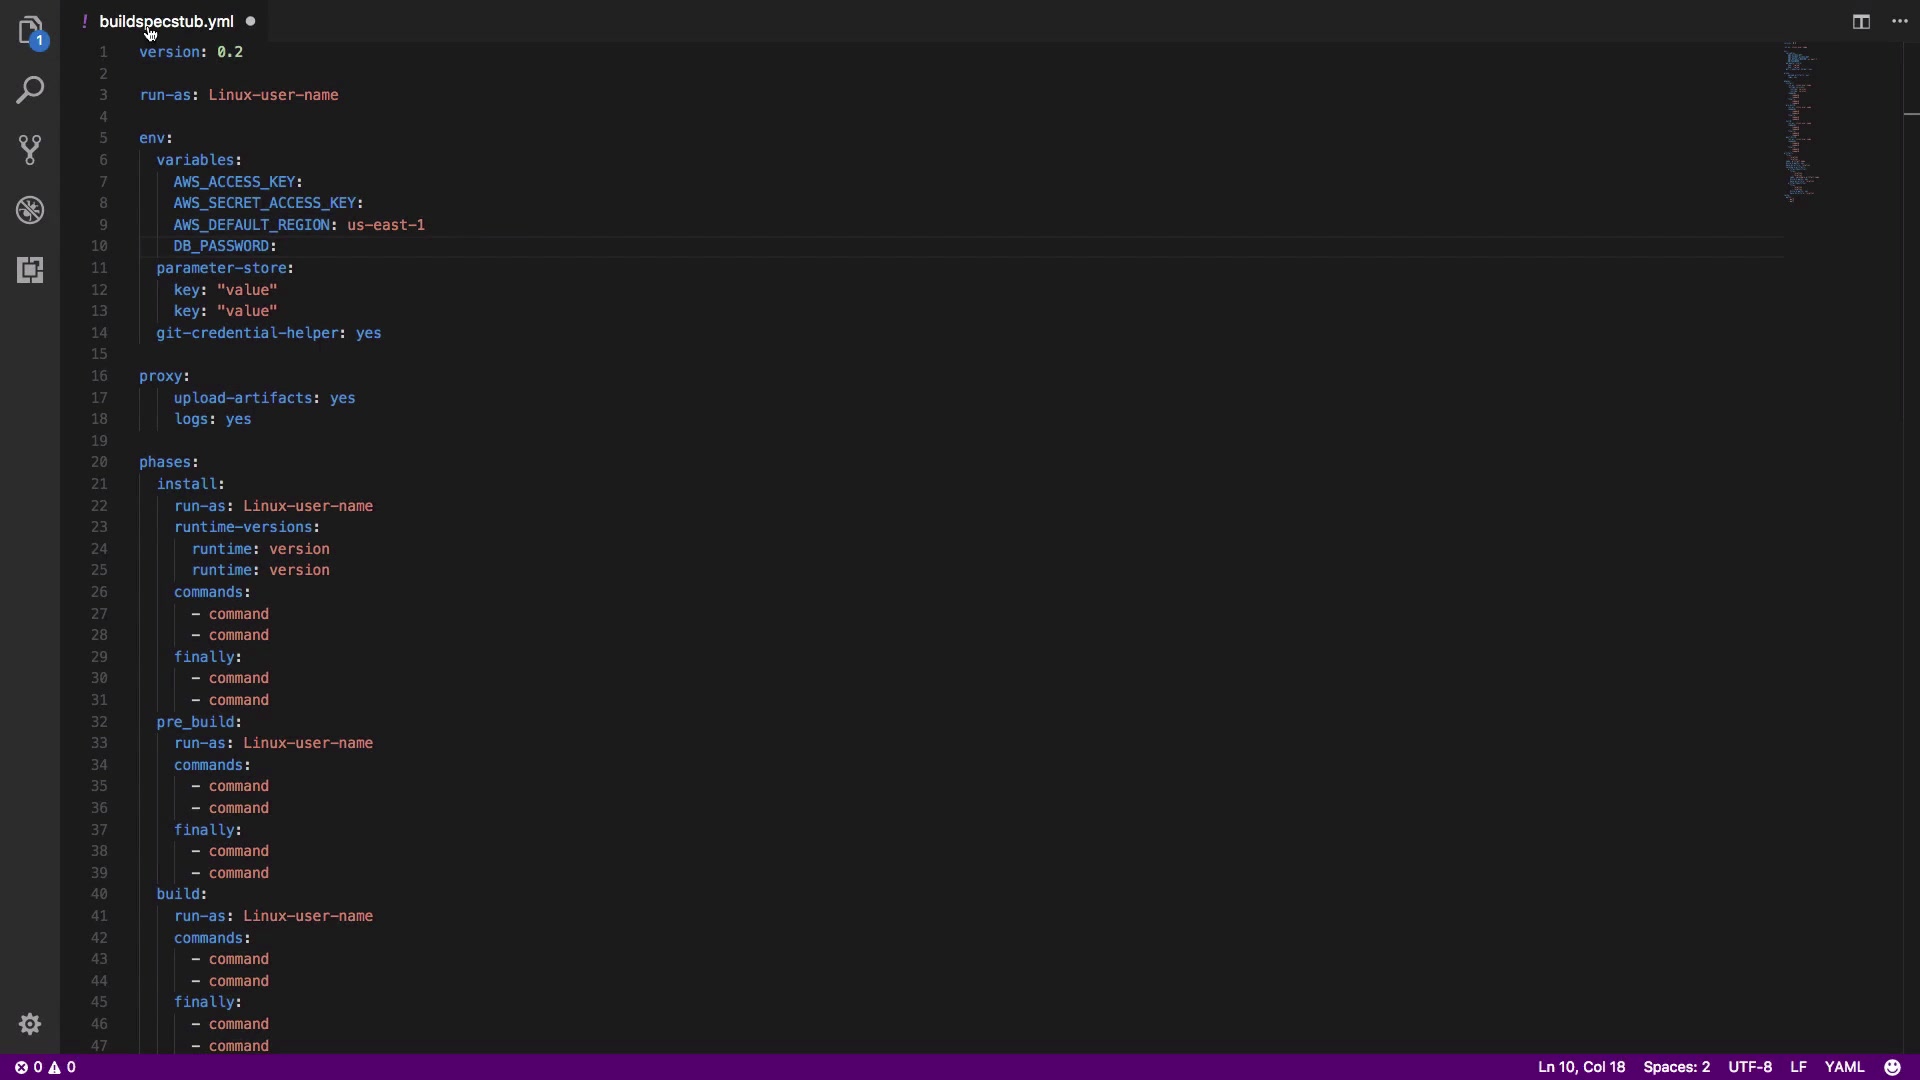 ! buildspecstub.yml
1
1 version: 0.2
2
3 run-as: Linux-user-name
4
5 env:
6   variables:
7     AWS_ACCESS_KEY:
8     AWS_SECRET_ACCESS_KEY:
9     AWS_DEFAULT_REGION: us-east-1
10     DB_PASSWORD:
11   parameter-store:
12     key: "value"
13     key: "value"
14   git-credential-helper: yes
15
16 proxy:
17     upload-artifacts: yes
18     logs: yes
19
20 phases:
21   install:
22     run-as: Linux-user-name
23     runtime-versions:
24       runtime: version
25       runtime: version
26     commands:
27       - command
28       - command
29     finally:
30       - command
31       - command
32   pre_build:
33     run-as: Linux-user-name
34     commands:
35       - command
36       - command
37     finally:
38       - command
39       - command
40   build:
41     run-as: Linux-user-name
42     commands:
43       - command
44       - command
45     finally:
46       - command
47       - command
0 0 Ln 10, Col 18 Spaces: 2 UTF-8 LF YAML